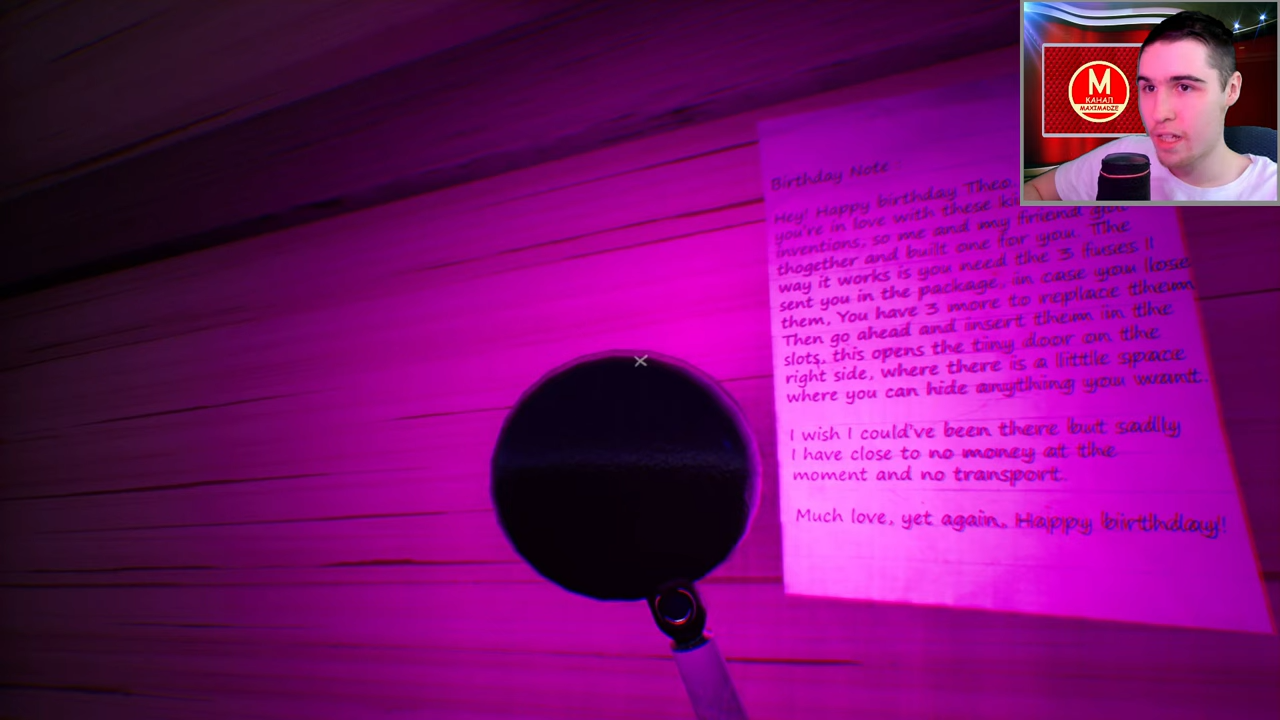 M
КАНАЛ
MAXIMADZE
Birthday Note
Hey! Happy birthday
you're in love with these
inventions, so me and my friend
thogether and built one for you. The
way it works is you need the 3 fuses I
sent you in the package, in case you lose
them, You have 3 more to replace them
Then go ahead and insert them in the
slots, this opens the tiny door on the
right side, where there is a little space
where you can hide anything you want.
I wish I could've been there but sadly
I have close to no money at the
moment and no transport.
Much love, yet again, Happy birthday!